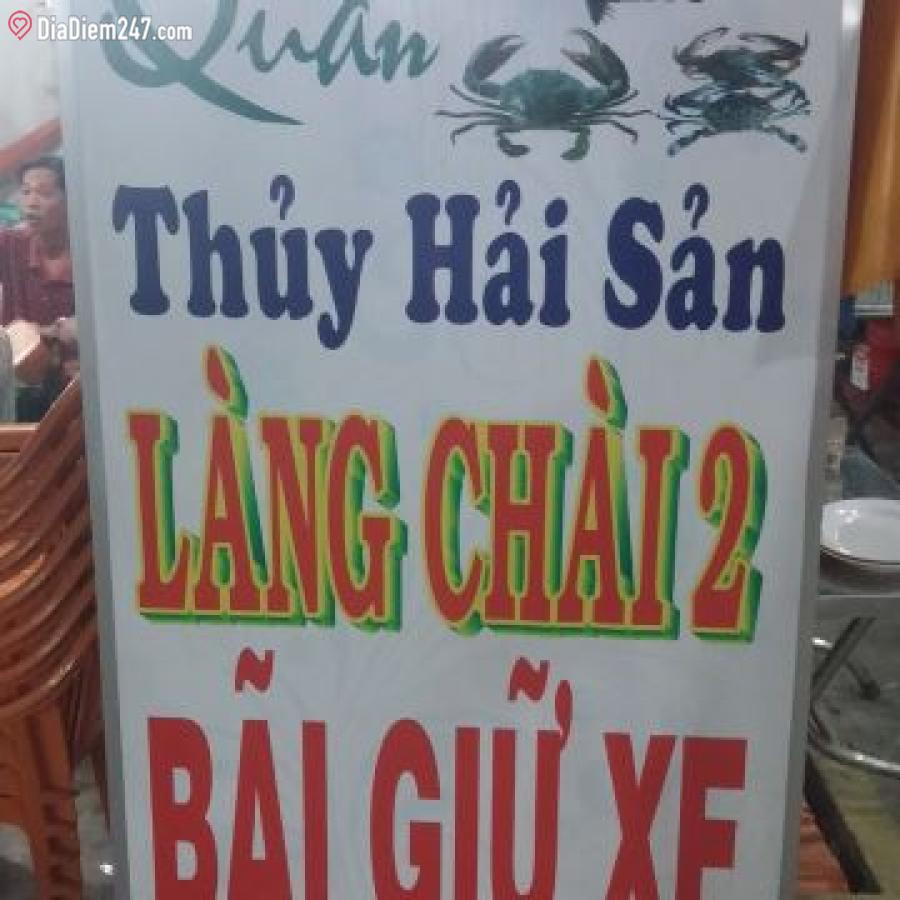 DiaDiem247.com
Quán
Thủy Hải Sản
LÀNG CHÀI 2
BÃI GIỮ XE